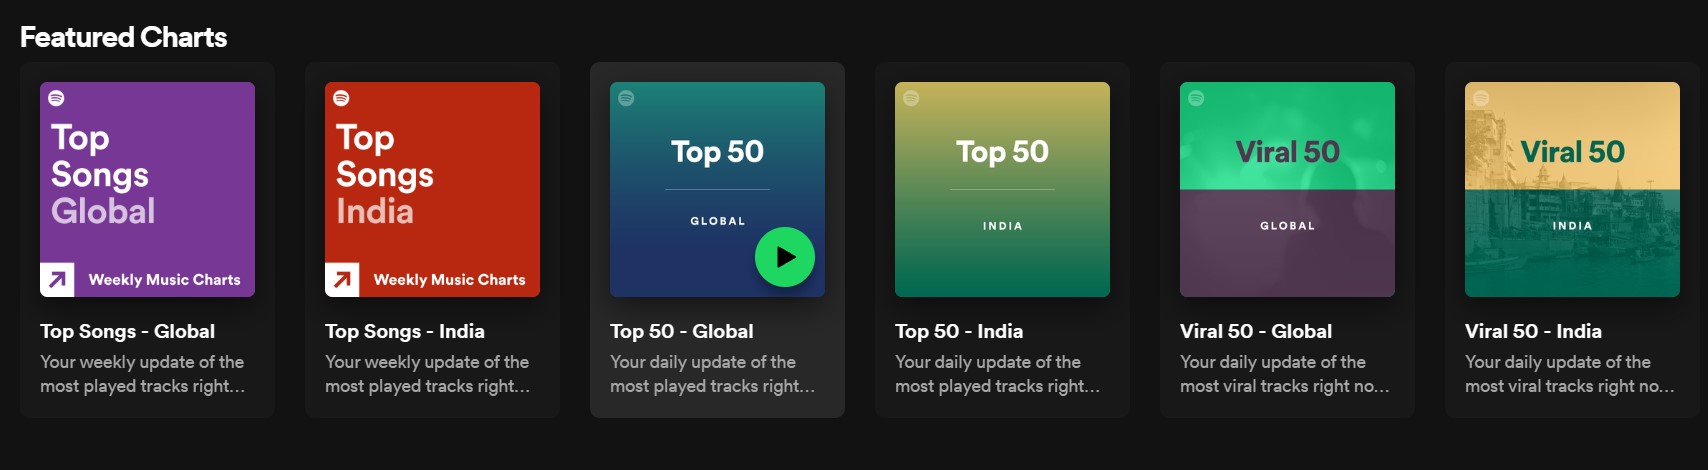 Featured Charts
Top
Songs
Global
Weekly Music Charts
Top Songs - Global
Your weekly update of the
most played tracks right...
Top
Songs
India
Weekly Music Charts
Top Songs - India
Your weekly update of the
most played tracks right...
Top 50
GLOBAL
Top 50 - Global
Your daily update of the
most played tracks right...
Top 50
INDIA
Top 50 - India
Your daily update of the
most played tracks right...
Viral 50
GLOBAL
Viral 50 - Global
Your daily update of the
most viral tracks right no...
Viral 50
INDIA
Viral 50 - India
Your daily update of the
most viral tracks right no...